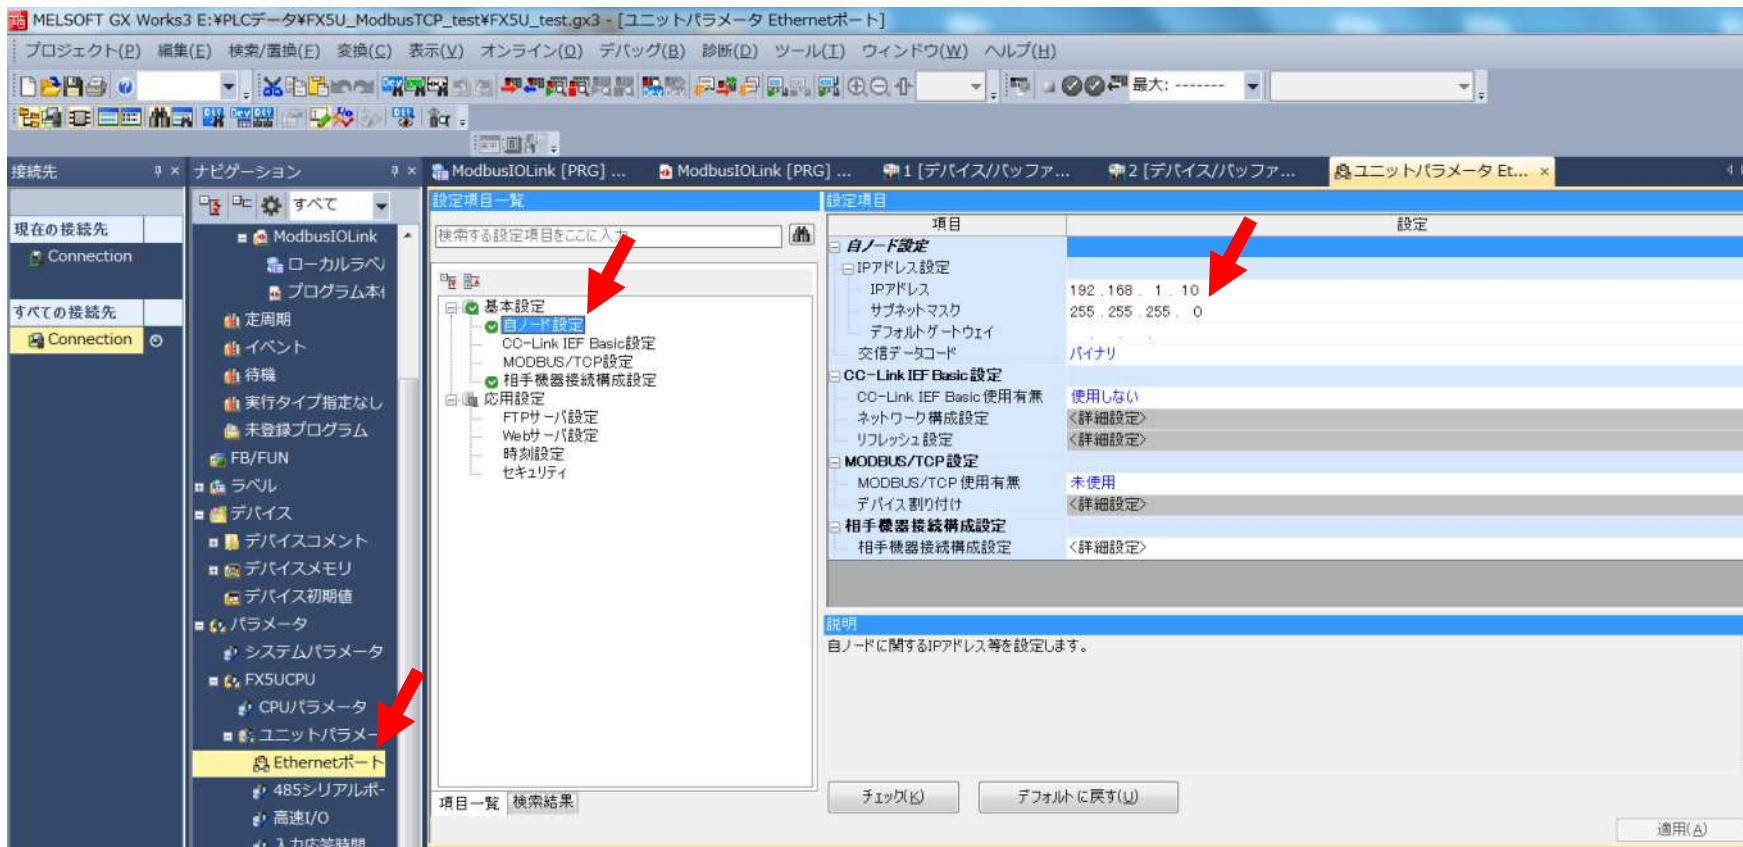 MELSOFT GX Works3 E:¥PLCデータ¥FX5U_ModbusTCP_test¥FX5U_test.gx3 - [ユニットパラメータ Ethernetポート]
プロジェクト(P) 編集(E) 検索/置換(F) 変換(C) 表示(V) オンライン(O) デバッグ(B) 診断(D) ツール(T) ウィンドウ(W) ヘルプ(H)
最大: -------
接続先
現在の接続先
Connection
すべての接続先
Connection
ナビゲーション
すべて
ModbusIOLink
ローカルラベル
プログラム本体
定周期
イベント
待機
実行タイプ指定なし
未登録プログラム
FB/FUN
ラベル
デバイス
デバイスコメント
デバイスメモリ
デバイス初期値
パラメータ
システムパラメータ
FX5UCPU
CPUパラメータ
ユニットパラメー
Ethernetポート
485シリアルポー
高速I/O
入力応答時間
ModbusIOLink [PRG] ... ModbusIOLink [PRG] ... 1 [デバイス/バッファ... 2 [デバイス/バッファ... ユニットパラメータ Et... ×
設定項目一覧
検索する設定項目をここに入力
基本設定
自ノード設定
CC-Link IEF Basic設定
MODBUS/TCP設定
相手機器接続構成設定
応用設定
FTPサーバ設定
Webサーバ設定
時刻設定
セキュリティ
項目一覧 検索結果
設定項目
項目 設定
自ノード設定
IPアドレス設定
IPアドレス 192 . 168 . 1 . 10
サブネットマスク 255 . 255 . 255 . 0
デフォルトゲートウェイ . . .
交信データコード バイナリ
CC-Link IEF Basic設定
CC-Link IEF Basic使用有無 使用しない
ネットワーク構成設定 <詳細設定>
リフレッシュ設定 <詳細設定>
MODBUS/TCP設定
MODBUS/TCP使用有無 未使用
デバイス割り付け <詳細設定>
相手機器接続構成設定
相手機器接続構成設定 <詳細設定>
説明
自ノードに関するIPアドレス等を設定します。
チェック(K) デフォルトに戻す(U)
適用(A)